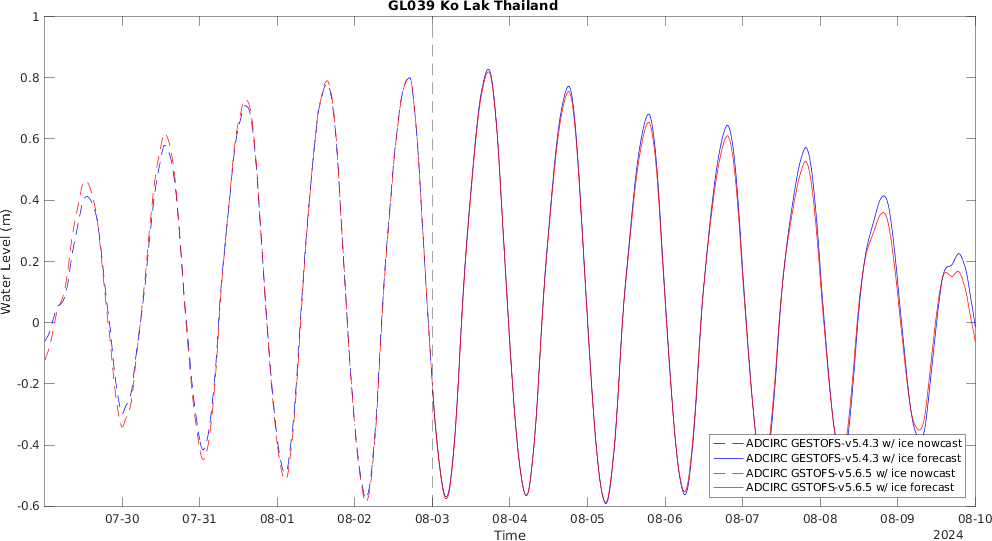 GL039 Ko Lak Thailand
1
0.8
0.6
0.4
0.2
0
-0.2
-0.4
-0.6
Water Level (m)
ADCIRC GESTOFS-v5.4.3 w/ ice nowcast
ADCIRC GESTOFS-v5.4.3 w/ ice forecast
ADCIRC GSTOFS-v5.6.5 w/ ice nowcast
ADCIRC GSTOFS-v5.6.5 w/ ice forecast
07-30 07-31 08-01 08-02 08-03 08-04 08-05 08-06 08-07 08-08 08-09 08-10
Time
2024